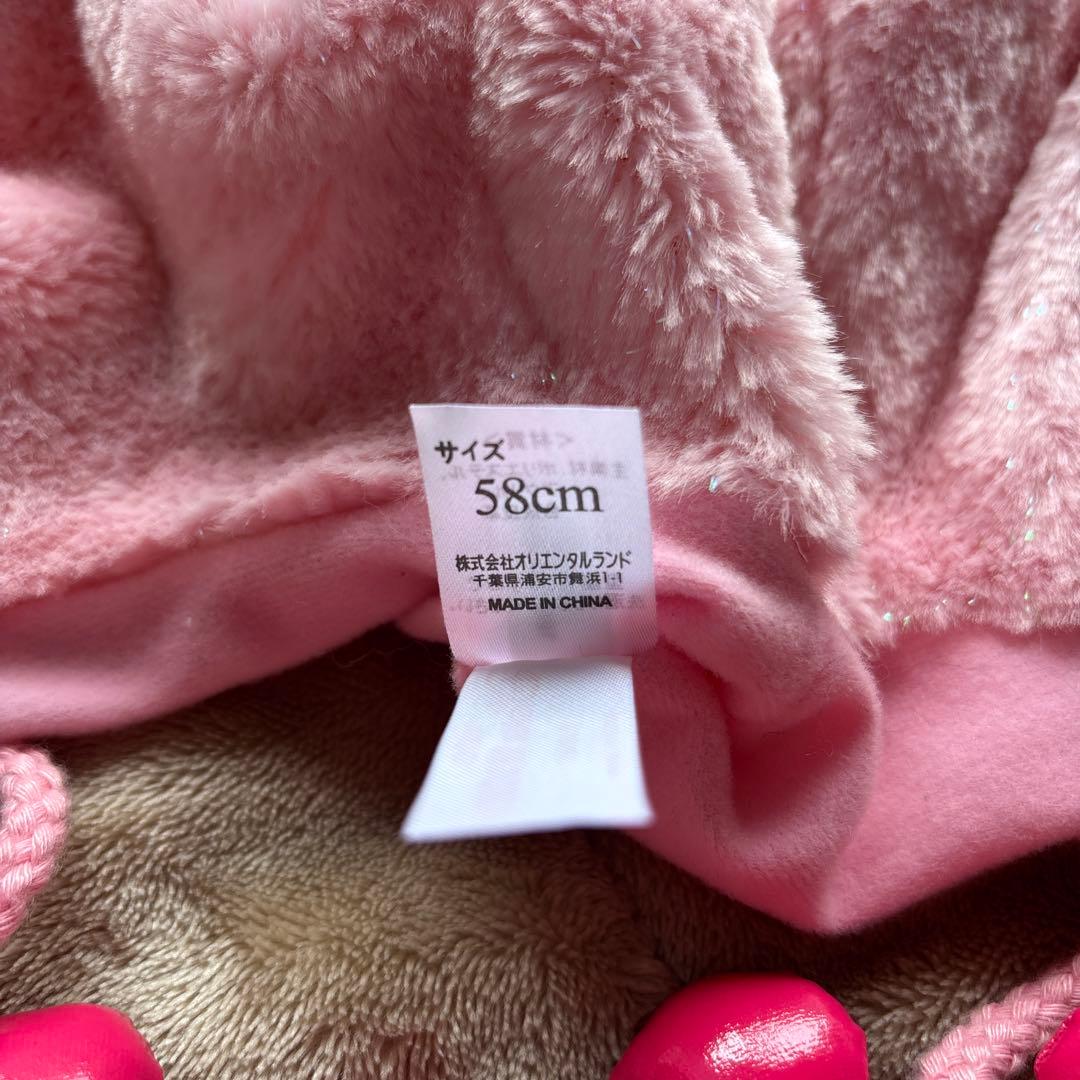 サイズ
58cm
株式会社オリエンタルランド
千葉県浦安市舞浜1-1
MADE IN CHINA